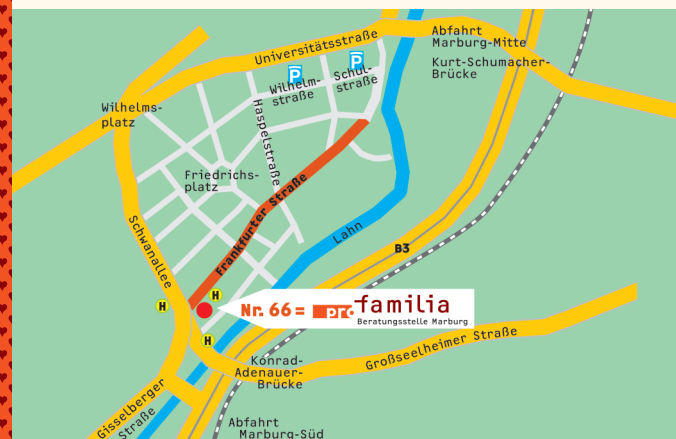 Universitätsstraße
Abfahrt
Marburg-Mitte
Kurt-Schumacher-
Brücke
P
P
Wilhelm-
straße
Schul-
straße
Wilhelms-
platz
Haspelstraße
Friedrichs-
platz
Frankfurter Straße
Schwanallee
Lahn
B3
H
H
H
Nr. 66 = pro familia
Beratungsstelle Marburg
Großseelheimer Straße
Konrad-
Adenauer-
Brücke
Gisselberger
Straße
Abfahrt
Marburg-Süd